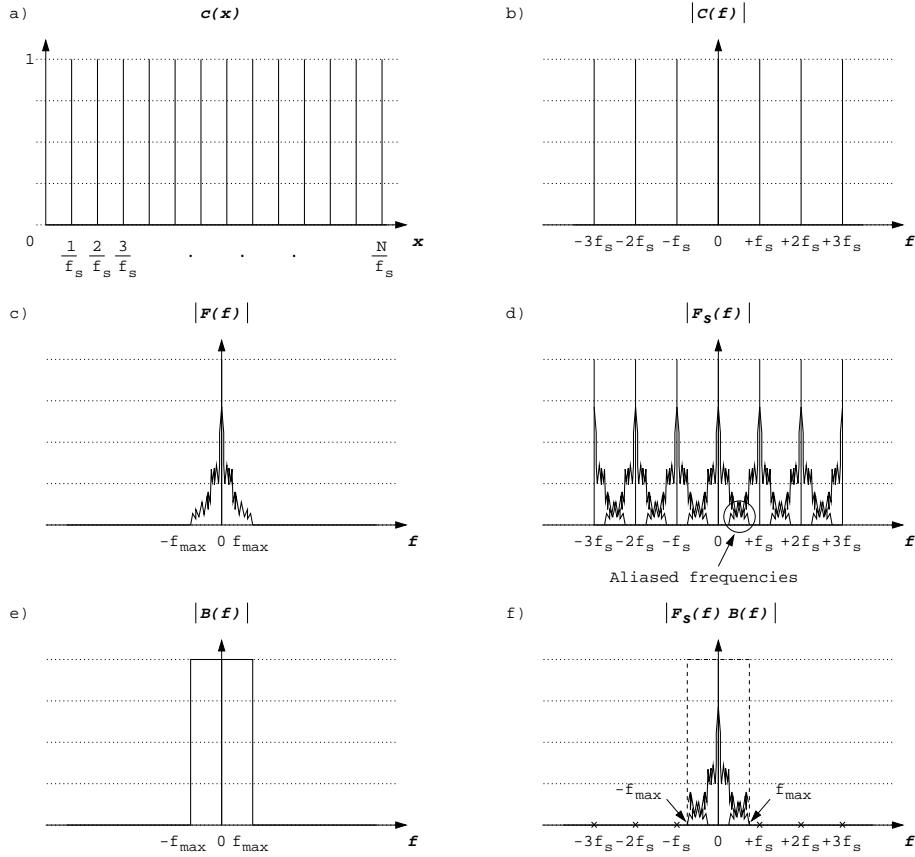 a) c(x)
1
0 x
1/f_s 2/f_s 3/f_s . . . N/f_s
b) |C(f)|
-3f_s -2f_s -f_s 0 +f_s +2f_s +3f_s f
c) |F(f)|
-f_max 0 f_max f
d) |F_s(f)|
-3f_s -2f_s -f_s 0 +f_s +2f_s +3f_s f
Aliased frequencies
e) |B(f)|
-f_max 0 f_max f
f) |F_s(f) B(f)|
-f_max f_max
-3f_s -2f_s -f_s 0 +f_s +2f_s +3f_s f